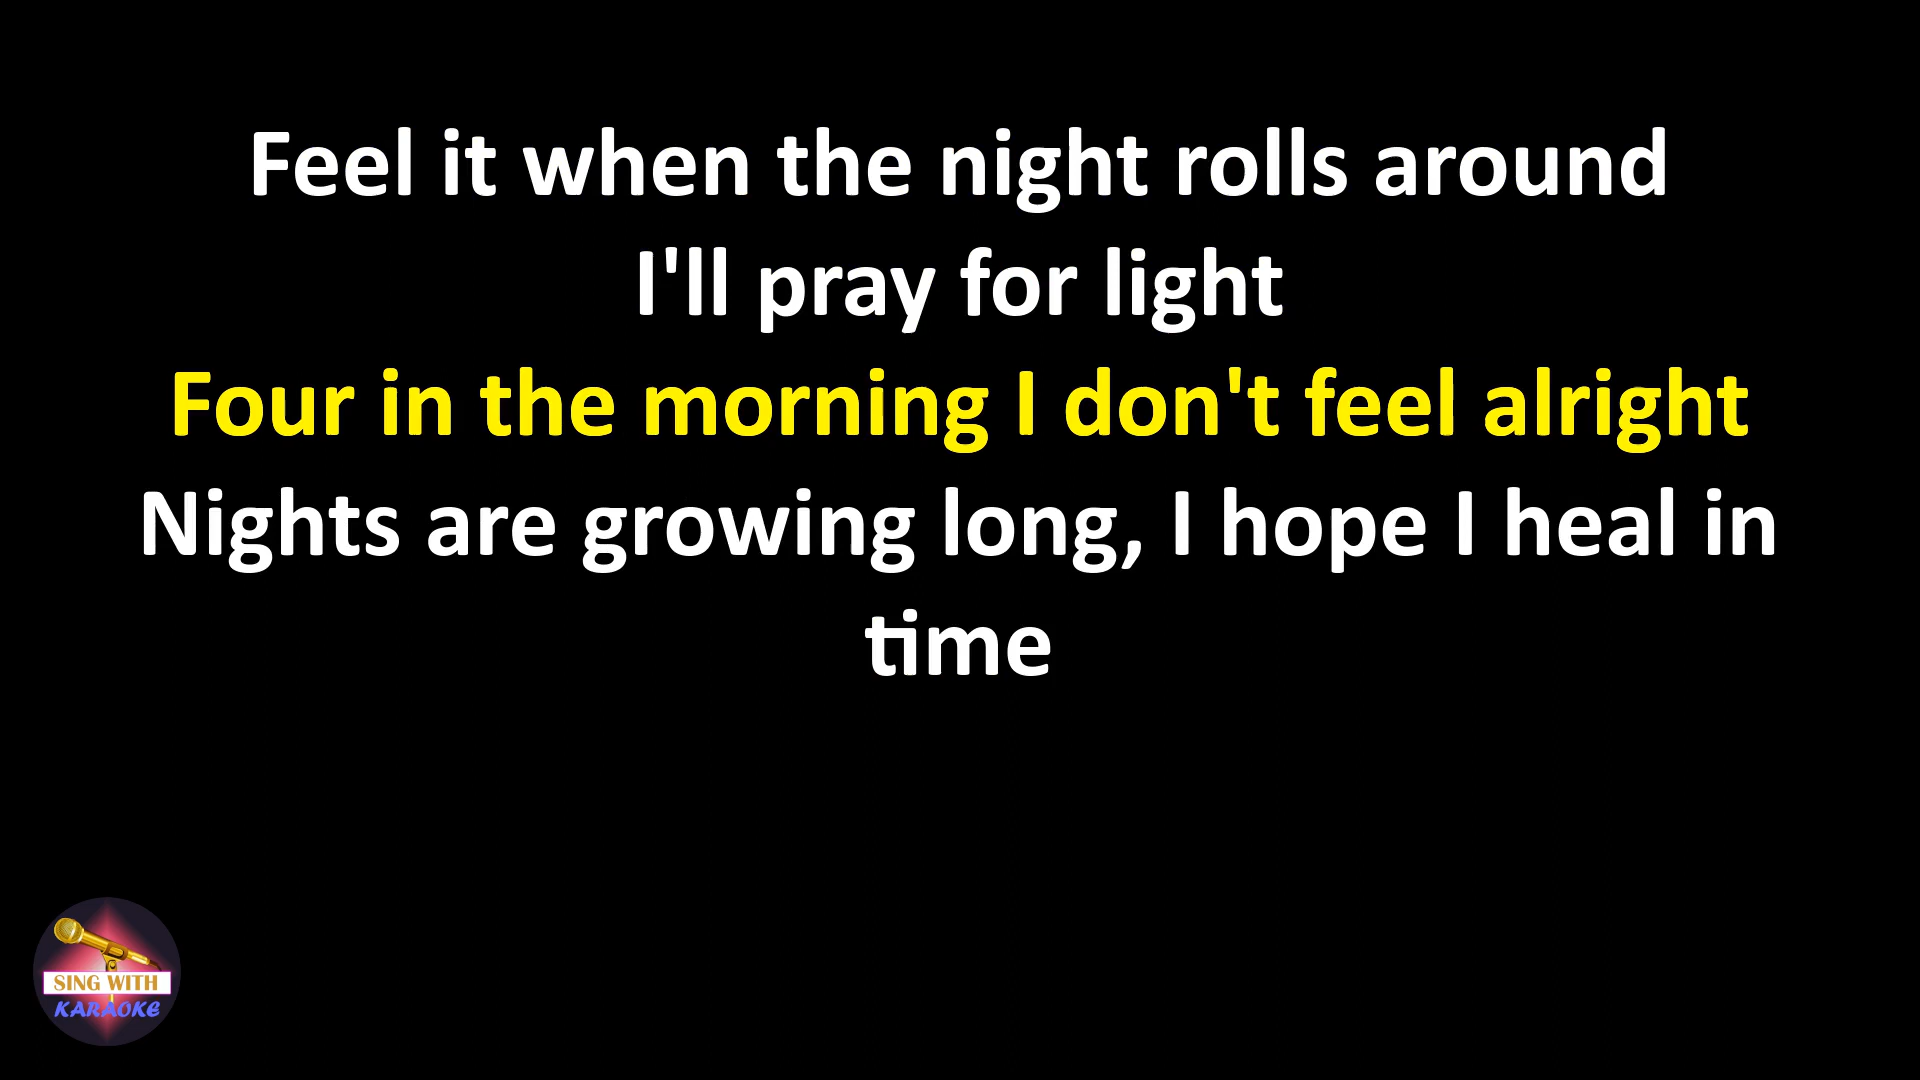 Feel it when the night rolls around
I'll pray for light
Four in the morning I don't feel alright
Nights are growing long, I hope I heal in
time
SING WITH
KARAOKE